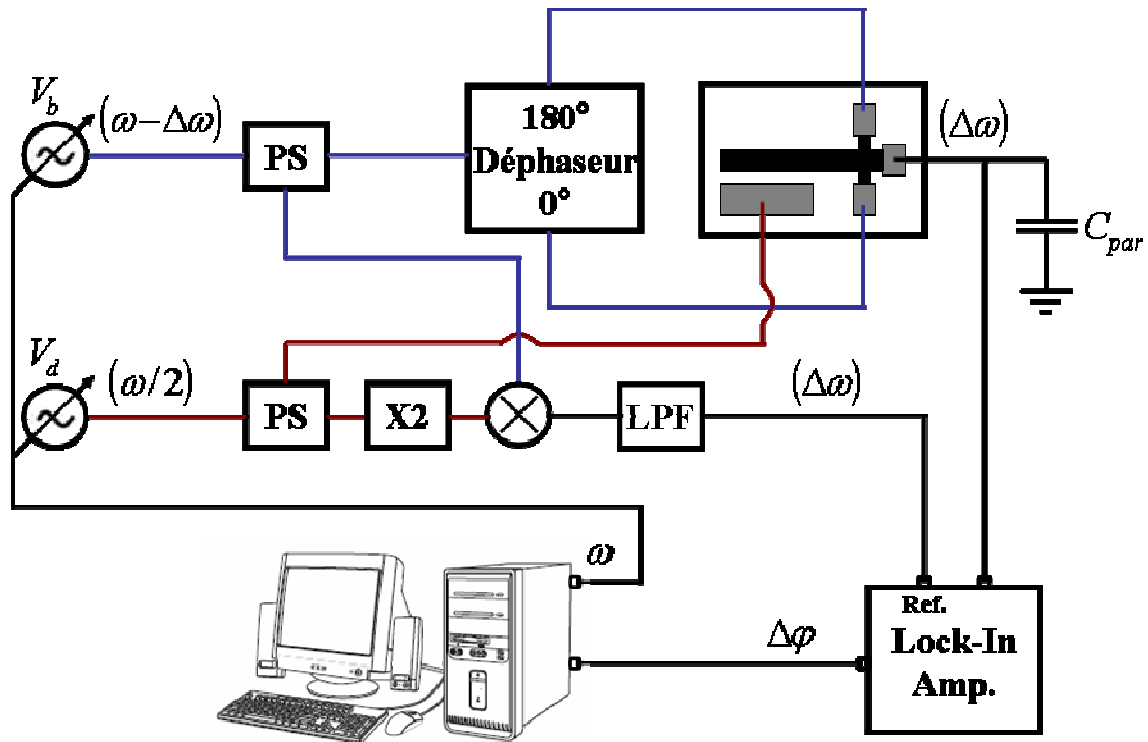 V_b
(ω−Δω)
PS
180°
Déphaseur
0°
(Δω)
C_par
V_d
(ω/2)
PS
X2
LPF
(Δω)
ω
Ref.
Lock-In
Amp.
Δφ